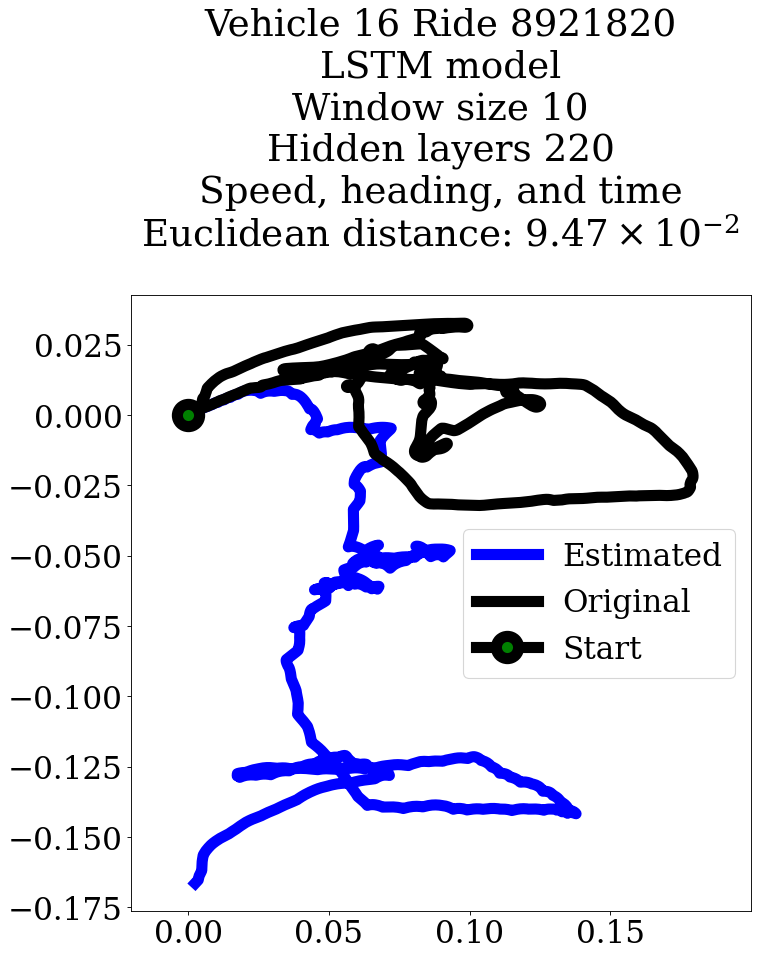 Vehicle 16 Ride 8921820
LSTM model
Window size 10
Hidden layers 220
Speed, heading, and time
Euclidean distance: 9.47 × 10⁻²
0.025
0.000
−0.025
−0.050
−0.075
−0.100
−0.125
−0.150
−0.175
Estimated
Original
Start
0.00 0.05 0.10 0.15